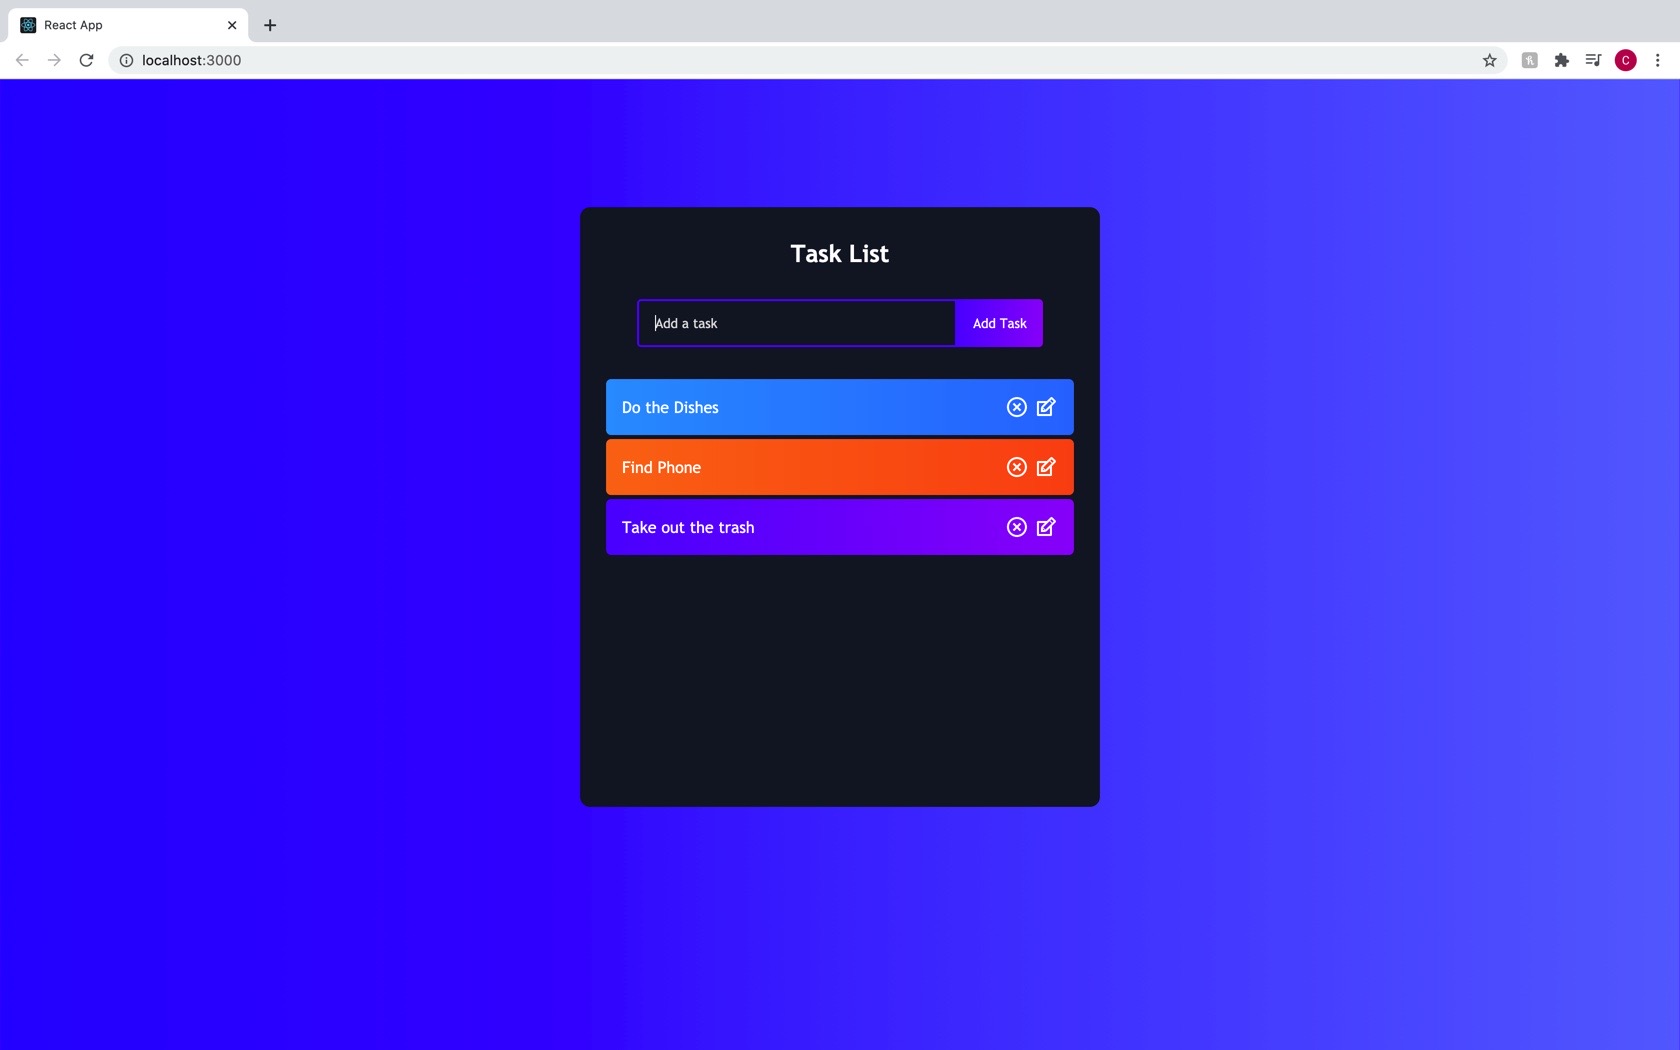 React App
localhost:3000
C
Task List
Add a task
Add Task
Do the Dishes
Find Phone
Take out the trash